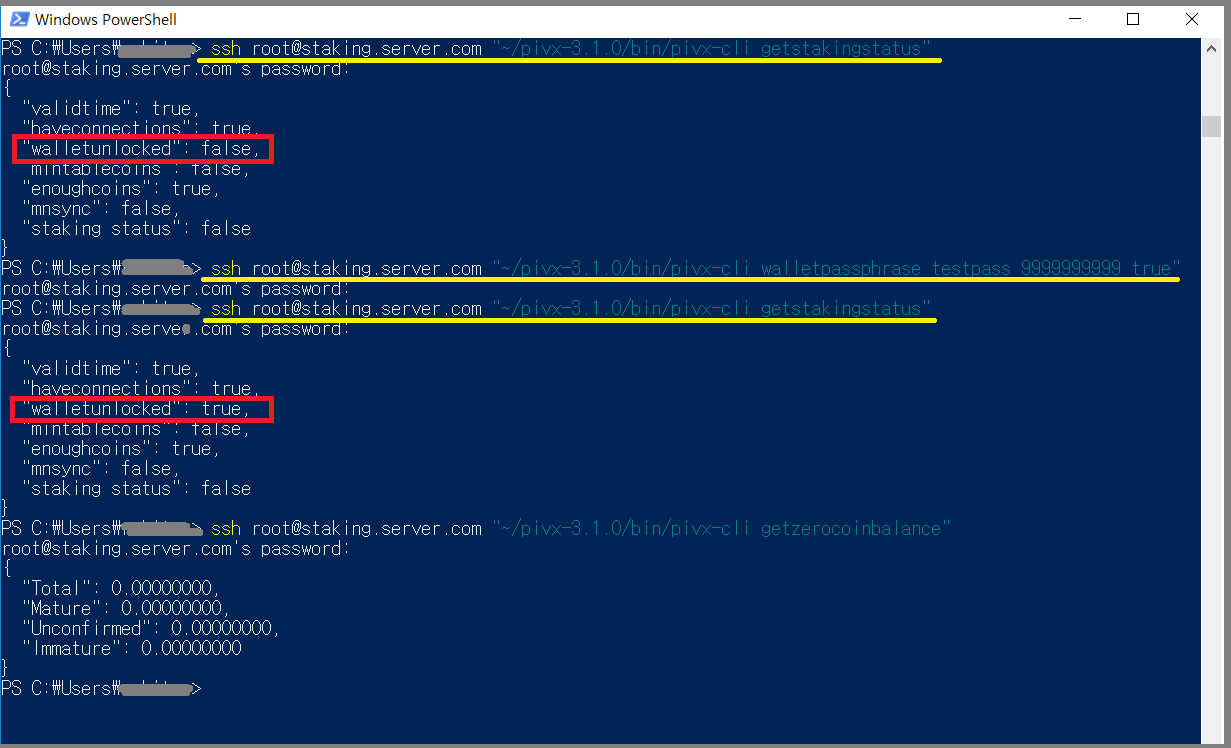 Windows PowerShell
PS C:₩Users₩> ssh root@staking.server.com "~/pivx-3.1.0/bin/pivx-cli getstakingstatus"
root@staking.server.com's password:
{
"validtime": true,
"haveconnections": true,
"walletunlocked": false,
"mintablecoins": false,
"enoughcoins": true,
"mnsync": false,
"staking status": false
}
PS C:₩Users₩> ssh root@staking.server.com "~/pivx-3.1.0/bin/pivx-cli walletpassphrase testpass 9999999999 true"
root@staking.server.com's password:
PS C:₩Users₩> ssh root@staking.server.com "~/pivx-3.1.0/bin/pivx-cli getstakingstatus"
root@staking.server.com's password:
{
"validtime": true,
"haveconnections": true,
"walletunlocked": true,
"mintablecoins": false,
"enoughcoins": true,
"mnsync": false,
"staking status": false
}
PS C:₩Users₩> ssh root@staking.server.com "~/pivx-3.1.0/bin/pivx-cli getzerocoinbalance"
root@staking.server.com's password:
{
"Total": 0.00000000,
"Mature": 0.00000000,
"Unconfirmed": 0.00000000,
"Immature": 0.00000000
}
PS C:₩Users₩>